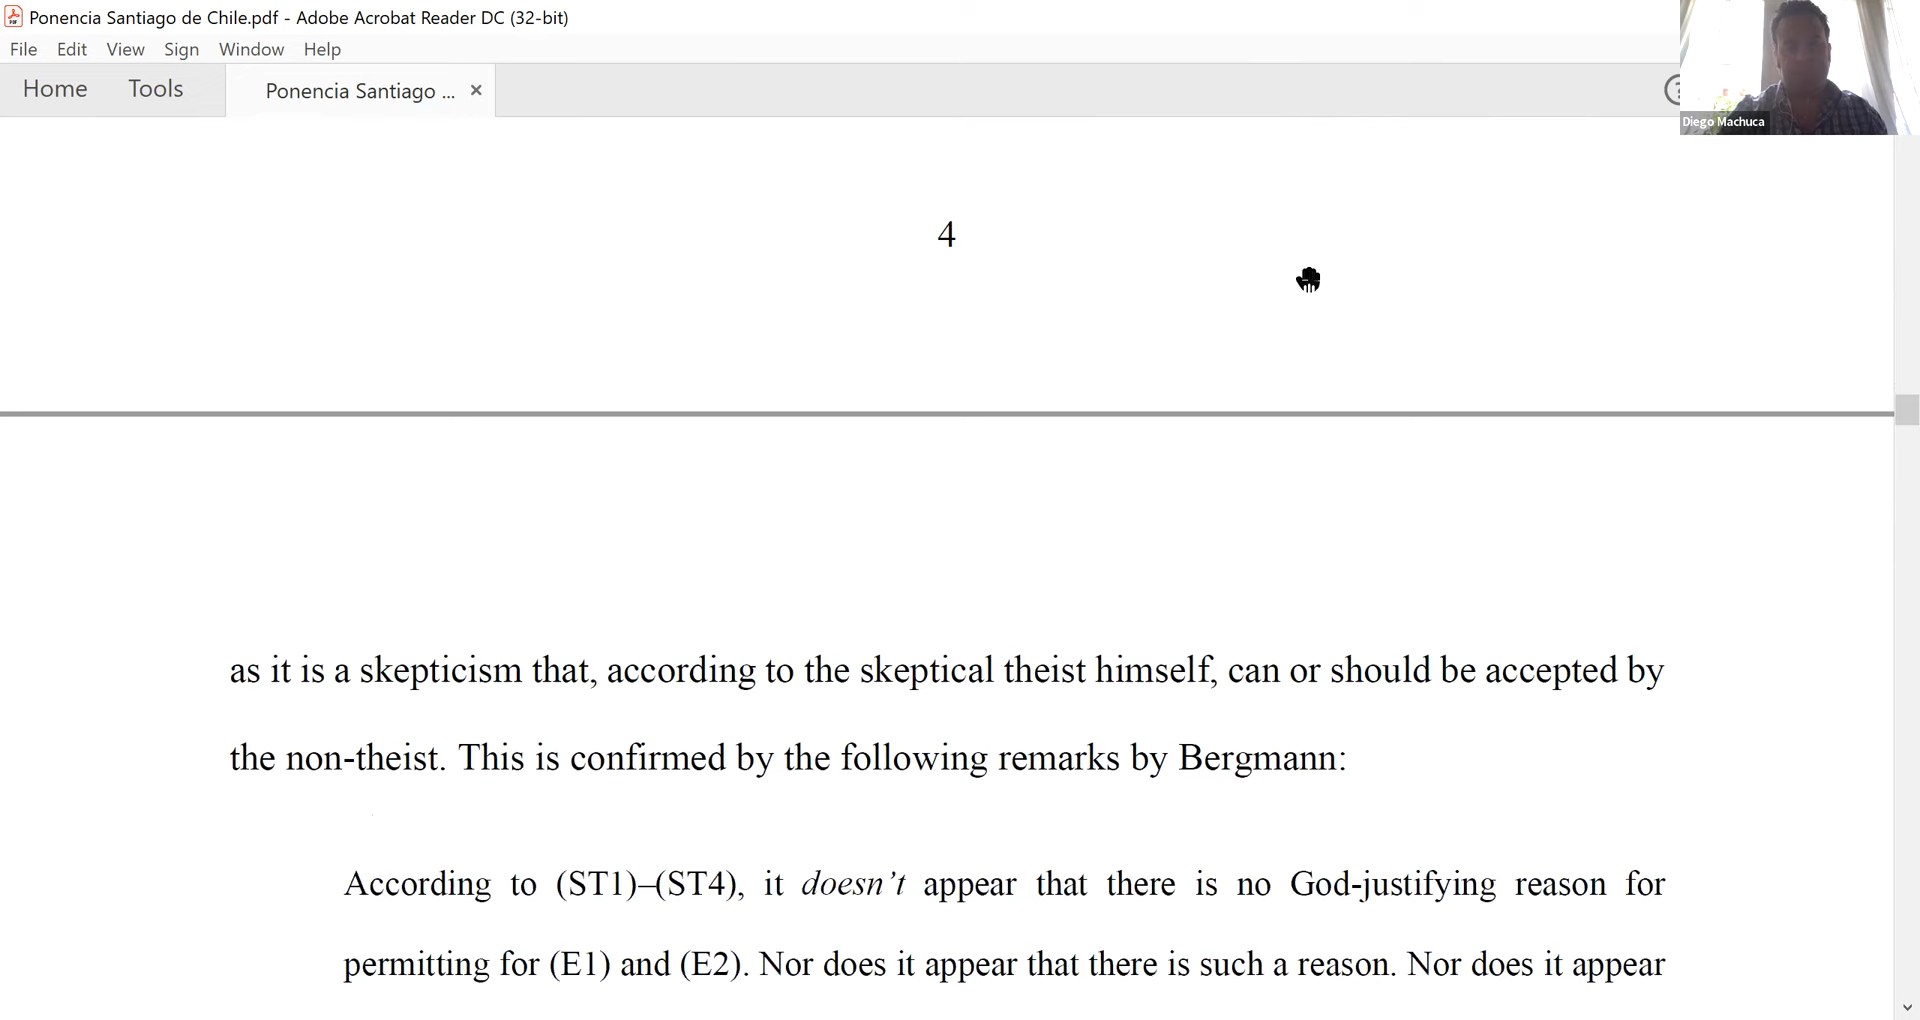 Ponencia Santiago de Chile.pdf - Adobe Acrobat Reader DC (32-bit)
File Edit View Sign Window Help
Home Tools Ponencia Santiago ... ×
Diego Machuca
4
as it is a skepticism that, according to the skeptical theist himself, can or should be accepted by
the non-theist. This is confirmed by the following remarks by Bergmann:
According to (ST1)–(ST4), it doesn’t appear that there is no God-justifying reason for
permitting for (E1) and (E2). Nor does it appear that there is such a reason. Nor does it appear